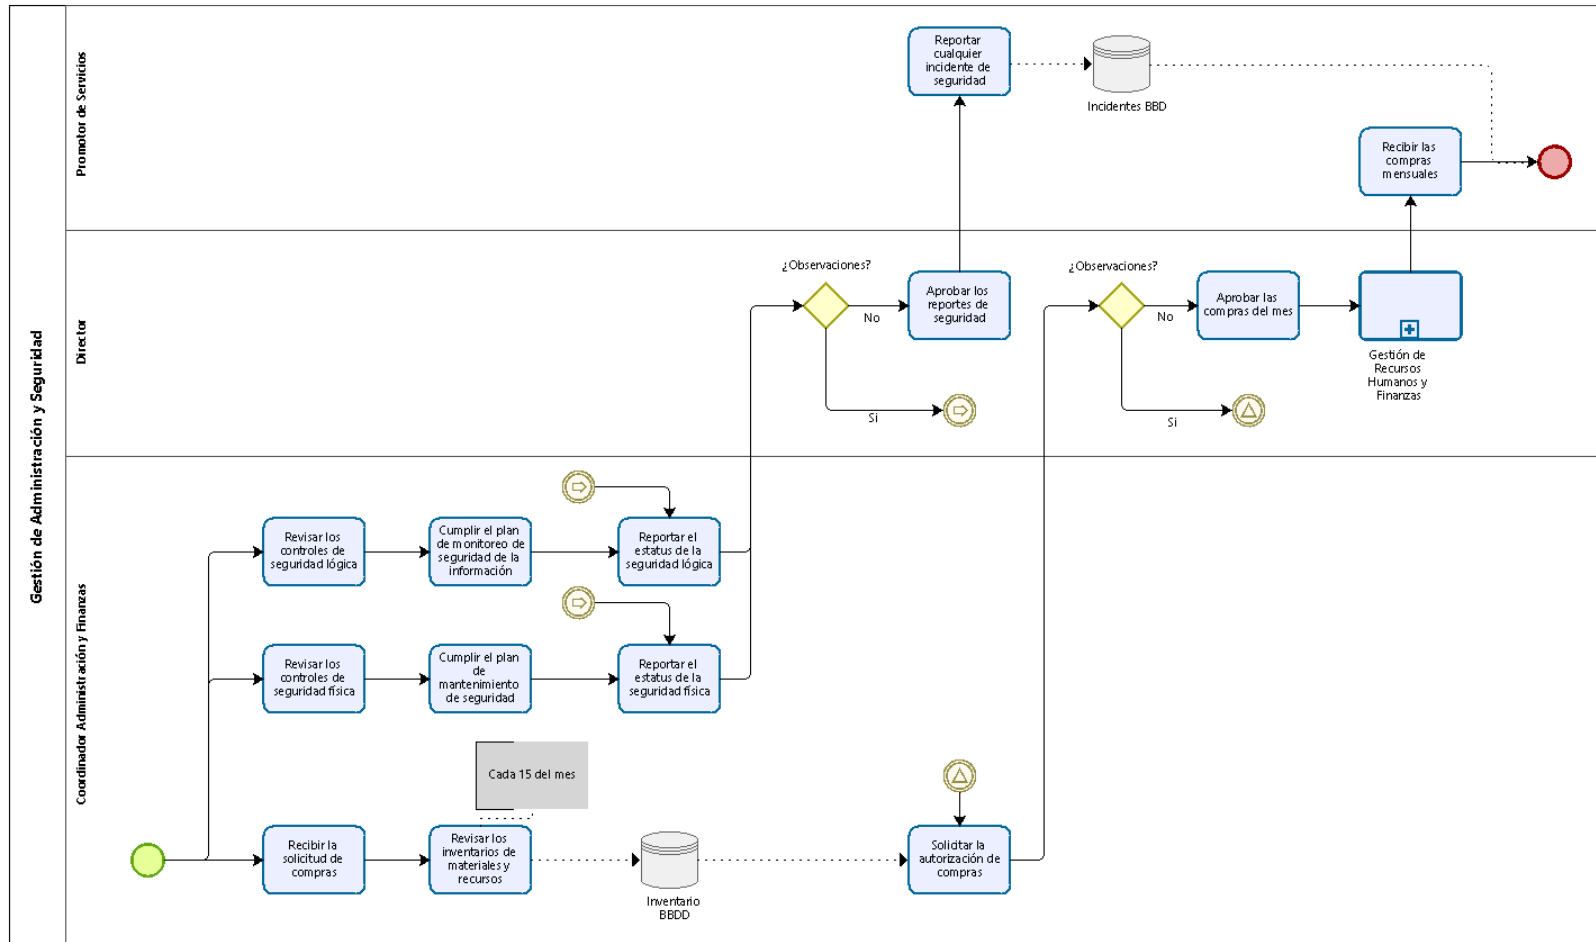 Gestión de Administración y Seguridad
Promotor de Servicios
Reportar
cualquier
incidente de
seguridad
Incidentes BBD
Recibir las
compras
mensuales
Director
¿Observaciones?
No
Si
Aprobar los
reportes de
seguridad
¿Observaciones?
No
Si
Aprobar las
compras del mes
Gestión de
Recursos
Humanos y
Finanzas
Coordinador Administración y Finanzas
Revisar los
controles de
seguridad lógica
Cumplir el plan
de monitoreo de
seguridad de la
información
Reportar el
estatus de la
seguridad lógica
Revisar los
controles de
seguridad física
Cumplir el plan
de
mantenimiento
de seguridad
Reportar el
estatus de la
seguridad física
Cada 15 del mes
Recibir la
solicitud de
compras
Revisar los
inventarios de
materiales y
recursos
Inventario
BBDD
Solicitar la
autorización de
compras